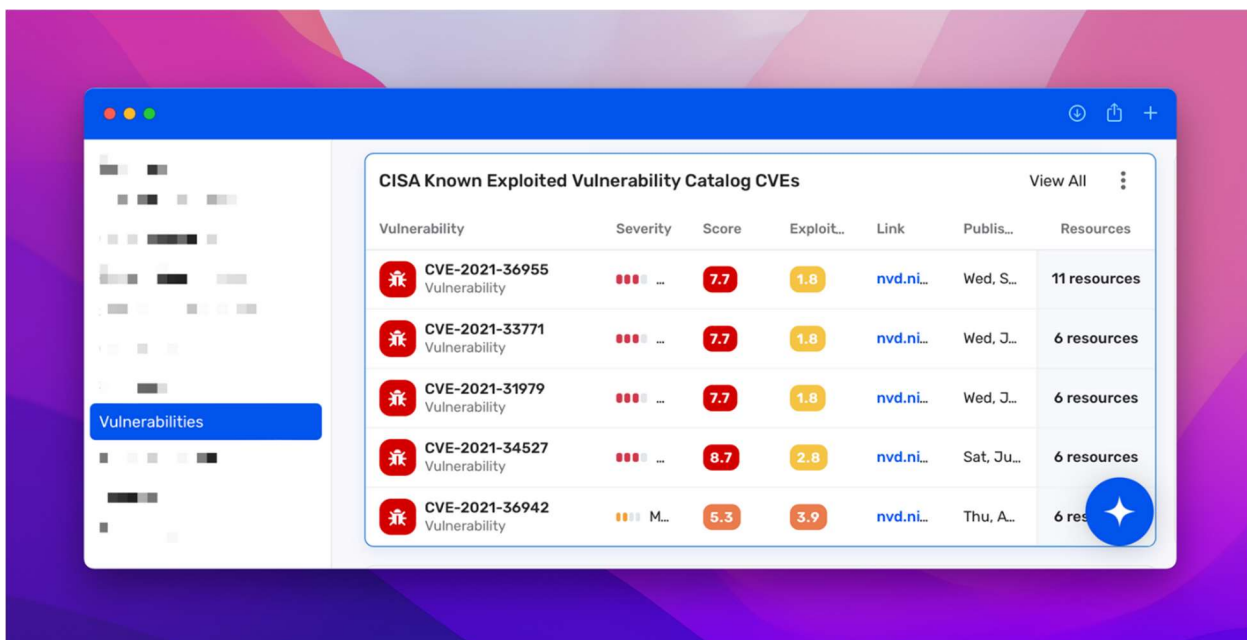 CISA Known Exploited Vulnerability Catalog CVEs View All
Vulnerability Severity Score Exploit... Link Publis... Resources
CVE-2021-36955
Vulnerability
... 7.7 1.8 nvd.ni... Wed, S... 11 resources
CVE-2021-33771
Vulnerability
... 7.7 1.8 nvd.ni... Wed, J... 6 resources
CVE-2021-31979
Vulnerability
... 7.7 1.8 nvd.ni... Wed, J... 6 resources
Vulnerabilities
CVE-2021-34527
Vulnerability
... 8.7 2.8 nvd.ni... Sat, Ju... 6 resources
CVE-2021-36942
Vulnerability
M... 5.3 3.9 nvd.ni... Thu, A... 6 res